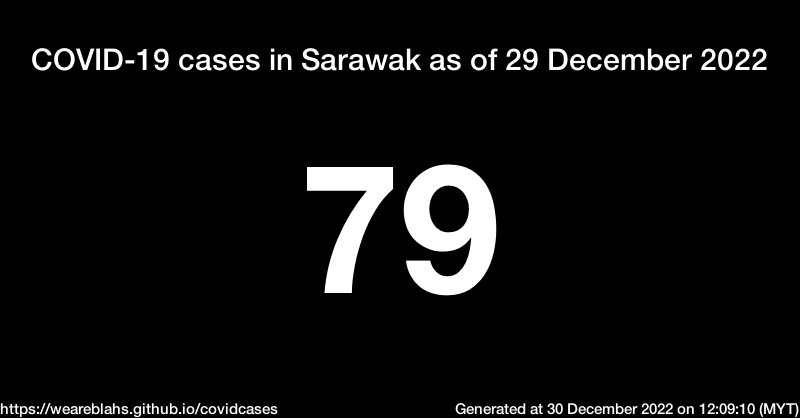 COVID-19 cases in Sarawak as of 29 December 2022
79
https://weareblahs.github.io/covidcases
Generated at 30 December 2022 on 12:09:10 (MYT)